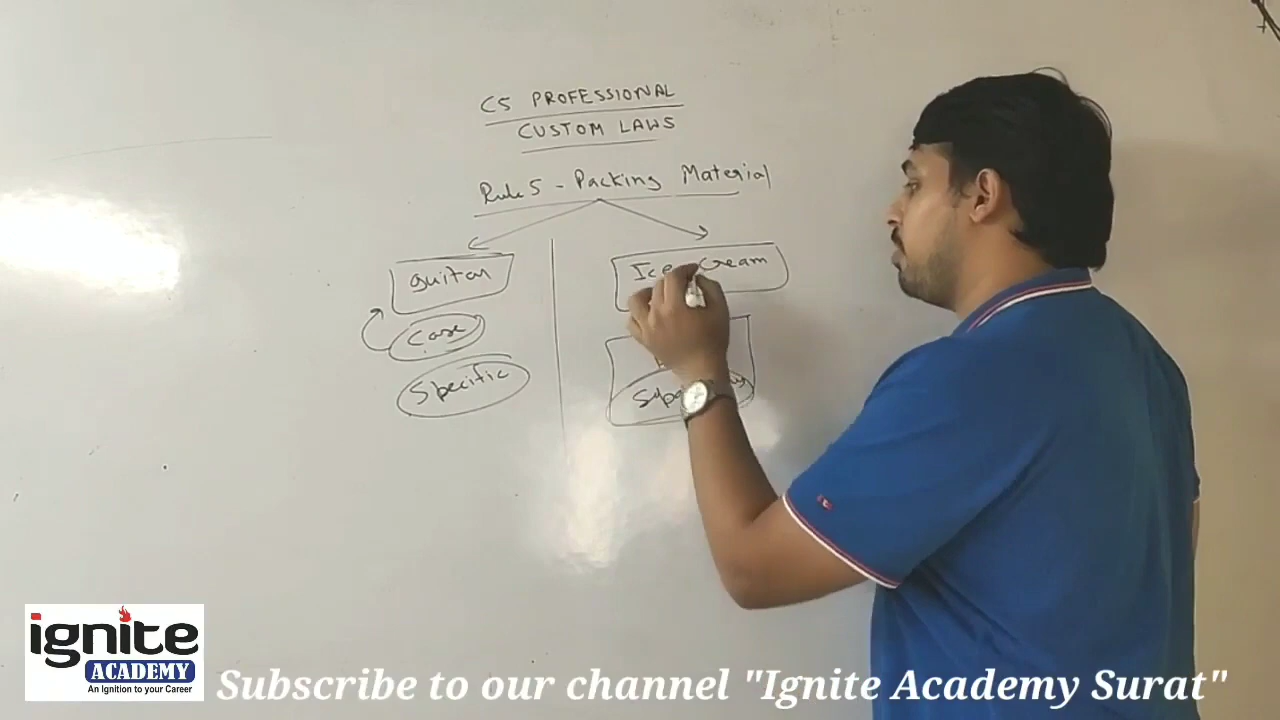 CS PROFESSIONAL
CUSTOM LAWS
Rule 5 - Packing Material
Guitar
Case
Specific
Ice Cream
ignite
ACADEMY
An Ignition to your Career
Subscribe to our channel "Ignite Academy Surat"